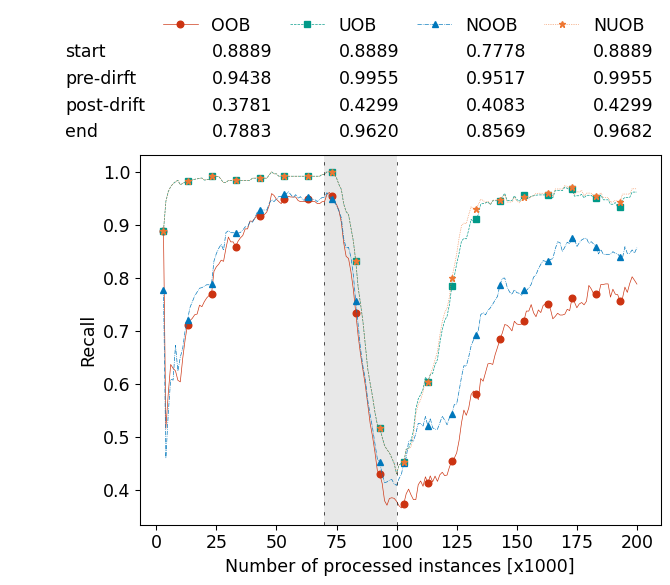 OOB UOB NOOB NUOB
start 0.8889 0.8889 0.7778 0.8889
pre-dirft 0.9438 0.9955 0.9517 0.9955
post-drift 0.3781 0.4299 0.4083 0.4299
end 0.7883 0.9620 0.8569 0.9682
1.0
0.9
0.8
0.7
0.6
0.5
0.4
Recall
0 25 50 75 100 125 150 175 200
Number of processed instances [x1000]